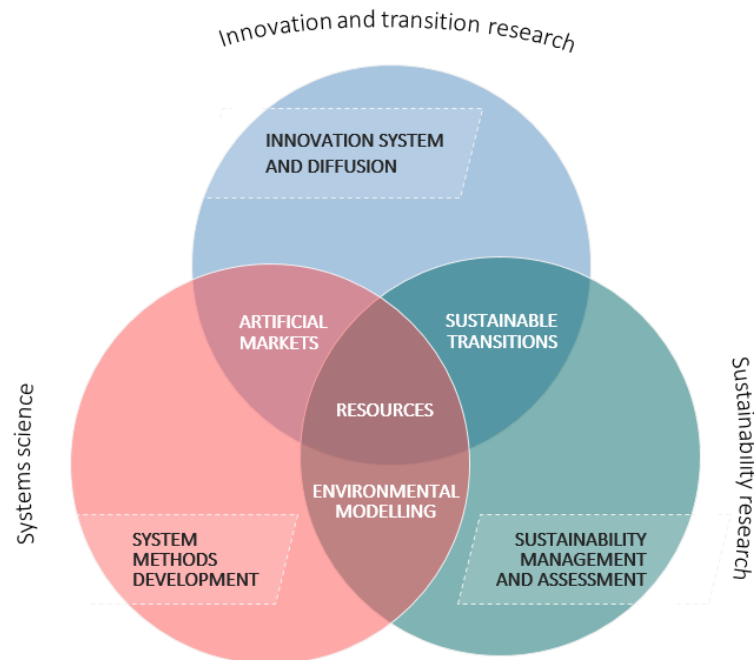 Innovation and transition research
INNOVATION SYSTEM
AND DIFFUSION
ARTIFICIAL
MARKETS
SUSTAINABLE
TRANSITIONS
RESOURCES
ENVIRONMENTAL
MODELLING
Systems science
Sustainability research
SYSTEM
METHODS
DEVELOPMENT
SUSTAINABILITY
MANAGEMENT
AND ASSESSMENT